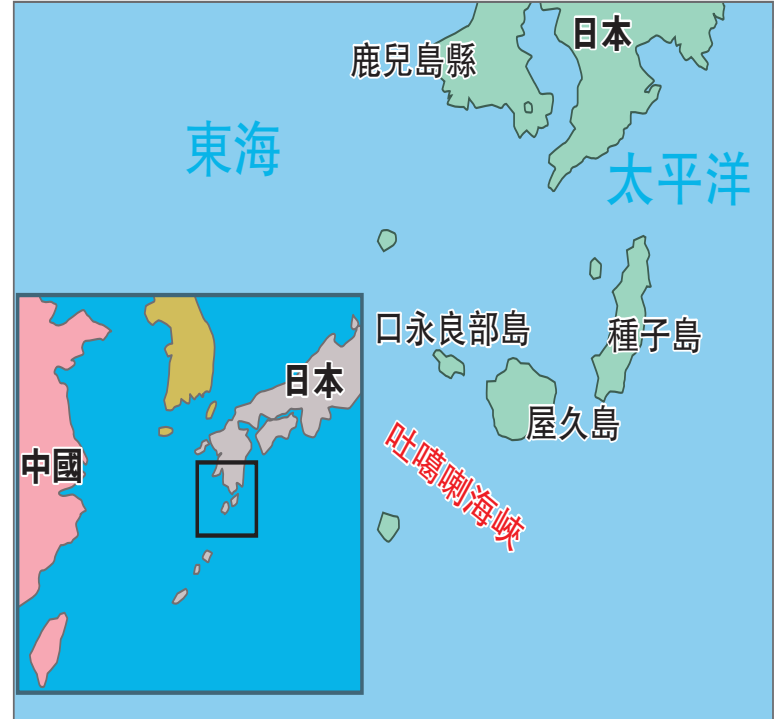 日本
鹿兒島縣
東海
太平洋
口永良部島
種子島
屋久島
吐噶喇海峽
日本
中國